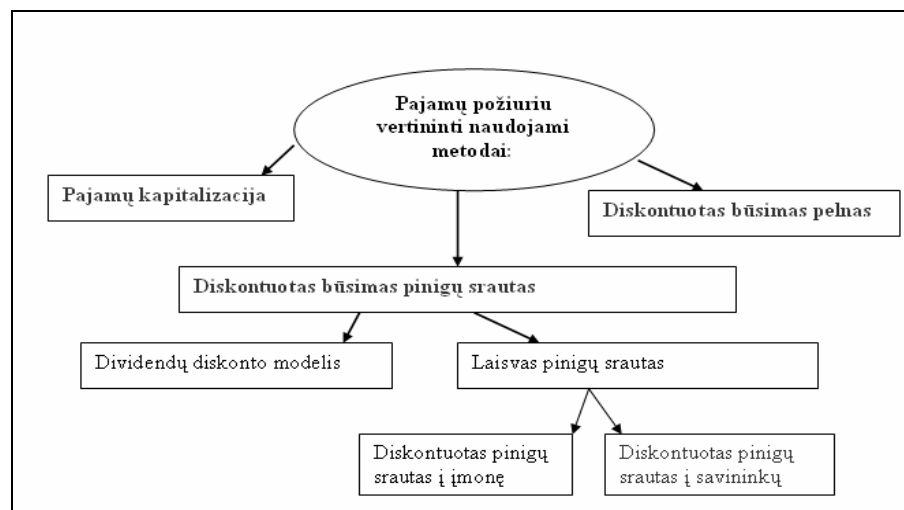 Pajamų požiuriu
vertininti naudojami
metodai:
Pajamų kapitalizacija
Diskontuotas būsimas pelnas
Diskontuotas būsimas pinigų srautas
Dividendų diskonto modelis
Laisvas pinigų srautas
Diskontuotas pinigų
srautas į įmonę
Diskontuotas pinigų
srautas į savininkų